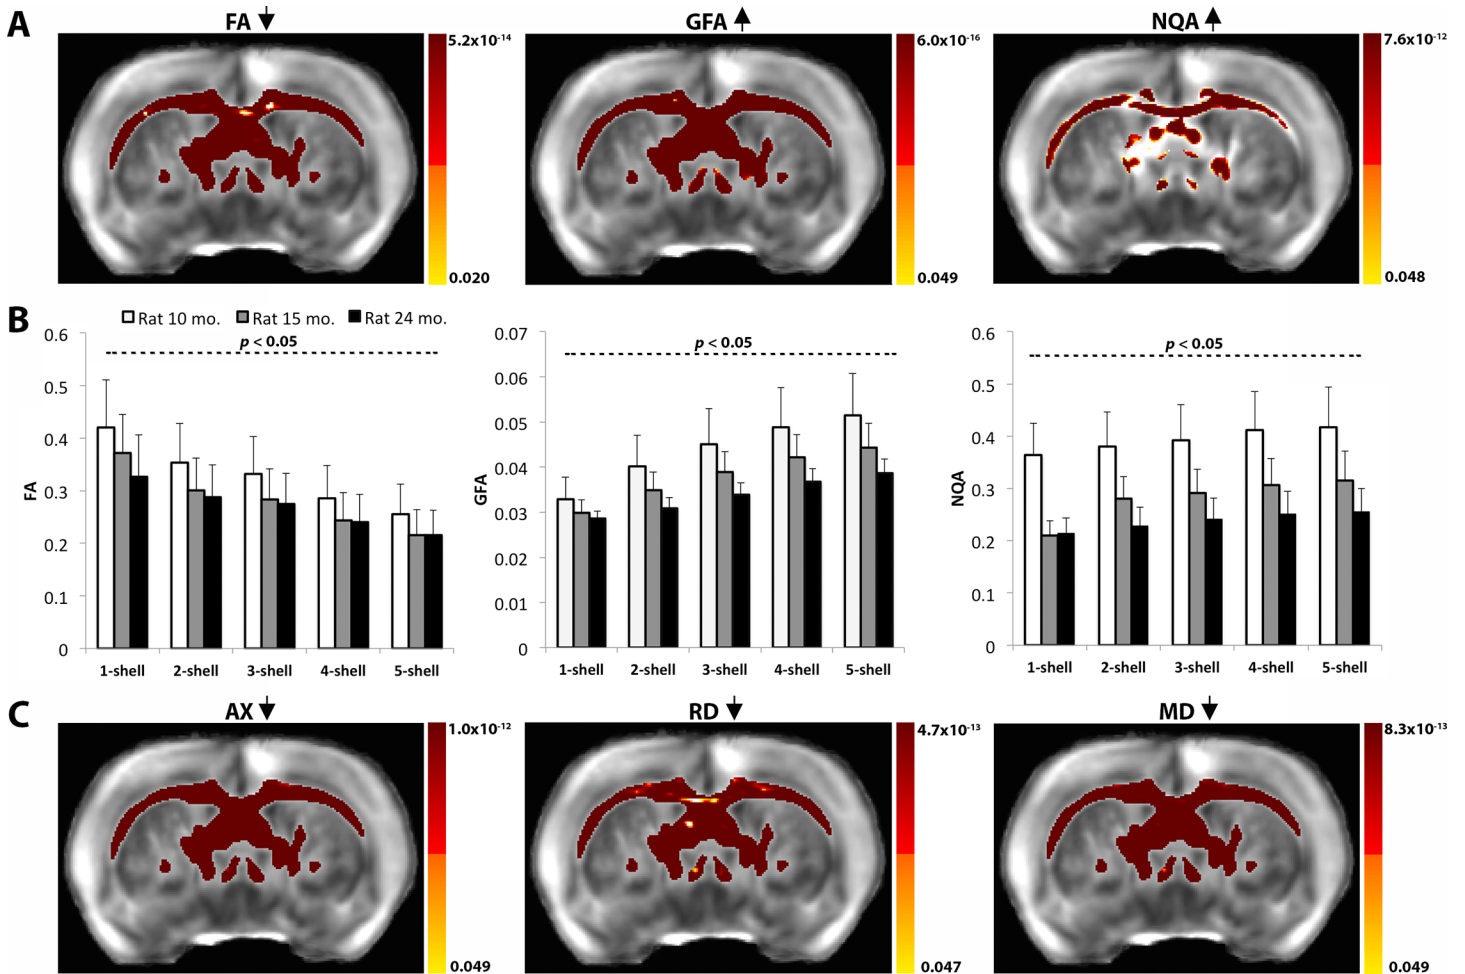 A
FA
GFA
NQA
5.2x10-14
0.020
6.0x10-16
0.049
7.6x10-12
0.048
B
Rat 10 mo. Rat 15 mo. Rat 24 mo.
p < 0.05
FA
0.6
0.5
0.4
0.3
0.2
0.1
0
1-shell 2-shell 3-shell 4-shell 5-shell
p < 0.05
GFA
0.07
0.06
0.05
0.04
0.03
0.02
0.01
0.00
1-shell 2-shell 3-shell 4-shell 5-shell
p < 0.05
NQA
0.6
0.5
0.4
0.3
0.2
0.1
0
1-shell 2-shell 3-shell 4-shell 5-shell
C
AX
RD
MD
1.0x10-12
0.049
4.7x10-13
0.047
8.3x10-13
0.049